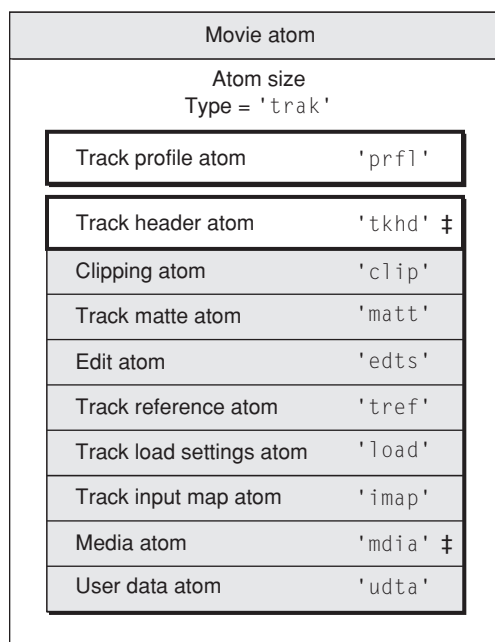 Movie atom
Atom size
Type = 'trak'
Track profile atom 'prfl'
Track header atom 'tkhd' ‡
Clipping atom 'clip'
Track matte atom 'matt'
Edit atom 'edts'
Track reference atom 'tref'
Track load settings atom 'load'
Track input map atom 'imap'
Media atom 'mdia' ‡
User data atom 'udta'